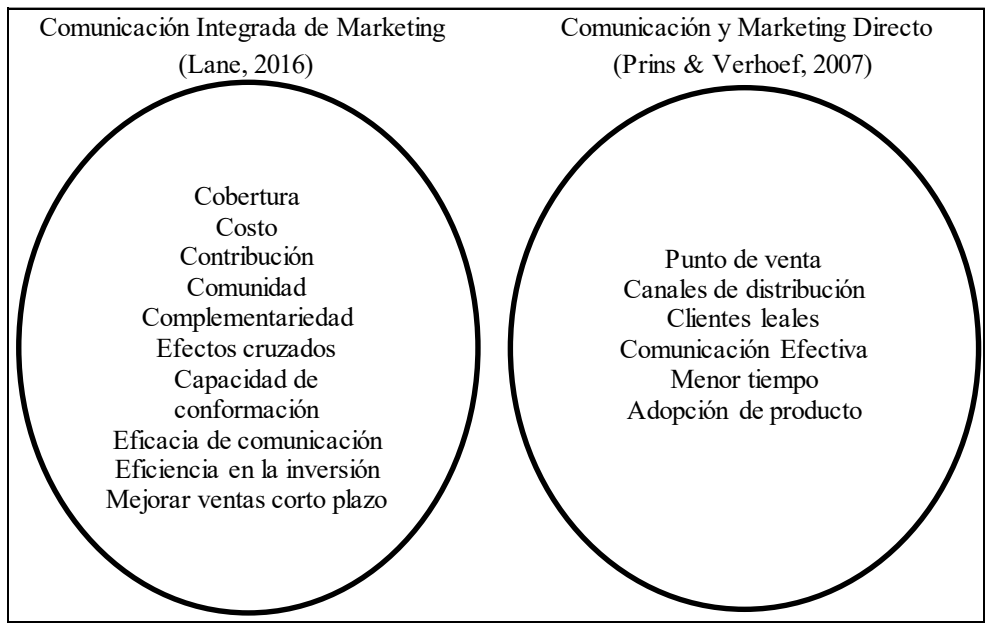 Comunicación Integrada de Marketing
(Lane, 2016)
Cobertura
Costo
Contribución
Comunidad
Complementariedad
Efectos cruzados
Capacidad de
conformación
Eficacia de comunicación
Eficiencia en la inversión
Mejorar ventas corto plazo
Comunicación y Marketing Directo
(Prins & Verhoef, 2007)
Punto de venta
Canales de distribución
Clientes leales
Comunicación Efectiva
Menor tiempo
Adopción de producto